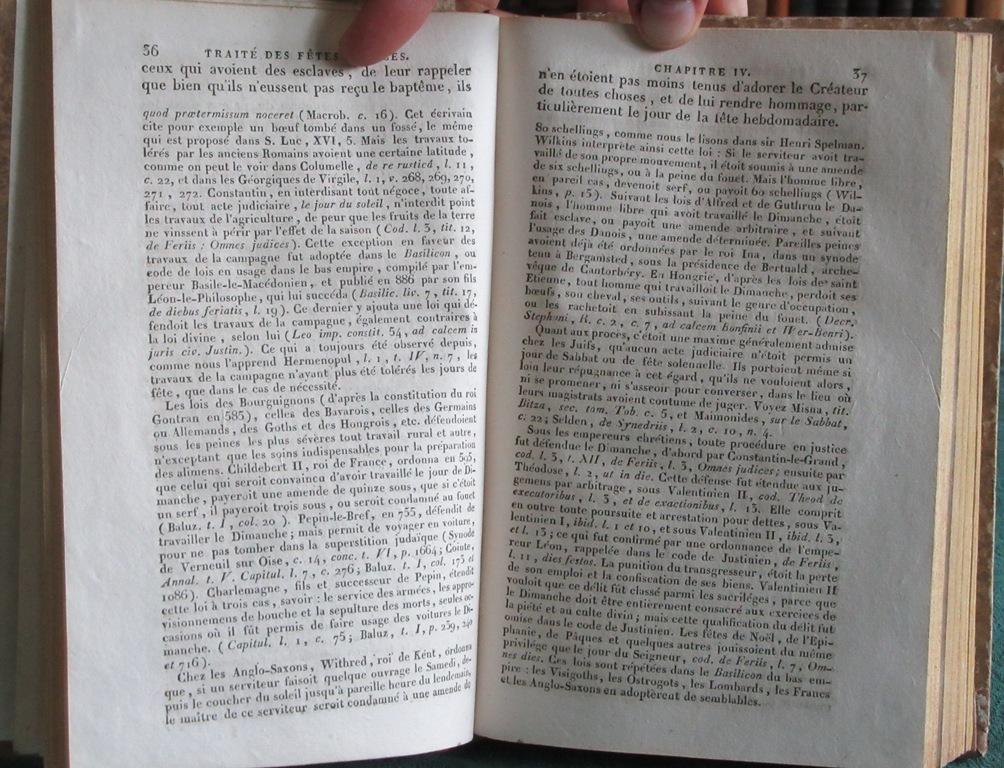 36 TRAITÉ DES FÊTES ES.
ceux qui avoient des esclaves, de leur rappeler
que bien qu'ils n'eussent pas reçu le baptême, ils
quod prætermissum noceret (Macrob. c. 16). Cet écrivain
cite pour exemple un bœuf tombé dans un fossé, le même
qui est proposé dans S. Luc, XVI, 5. Mais les travaux to-
lérés par les anciens Romains avoient une certaine latitude,
comme on peut le voir dans Columelle, de re rusticâ, l. 11,
c. 22, et dans les Géorgiques de Virgile, l. 1, v. 268, 269, 270,
271, 272. Constantin, en interdisant tout négoce, toute af-
faire, tout acte judiciaire, le jour du soleil, n'interdit point
les travaux de l'agriculture, de peur que les fruits de la terre
ne vinssent à périr par l'effet de la saison (Cod. l. 3, tit. 12,
de Feriis : Omnes judices). Cette exception en faveur des
travaux de la campagne fut adoptée dans le Basilicon, ou
code de lois en usage dans le bas empire, compilé par l'em-
pereur Basile-le-Macédonien, et publié en 886 par son fils
Léon-le-Philosophe, qui lui succéda (Basilic. liv. 7, tit. 17,
de diebus feriatis, l. 19). Ce dernier y ajouta une loi qui dé-
fendoit les travaux de la campagne, également contraires à
la loi divine, selon lui (Leo imp. constit. 54, ad calcem in
juris civ. Justin.). Ce qui a toujours été observé depuis,
comme nous l'apprend Hermenopul, l. 1, t. IV, n. 7, les
travaux de la campagne n'ayant plus été tolérés les jours de
fête, que dans le cas de nécessité.
Les lois des Bourguignons (d'après la constitution du roi
Gontran en 585), celles des Bavarois, celles des Germains
ou Allemands, des Goths et des Hongrois, etc. défendoient
sous les peines les plus sévères tout travail rural et autre,
n'exceptant que les soins indispensables pour la préparation
des alimens. Childebert II, roi de France, ordonna en 595,
que celui qui seroit convaincu d'avoir travaillé le jour de Di-
manche, payeroit une amende de quinze sous, que si c'étoit
un serf, il payeroit trois sous, ou seroit condamné au fouet
(Baluz. t. I, col. 20). Pepin-le-Bref, en 755, défendit de
travailler le Dimanche; mais permit de voyager en voiture,
pour ne pas tomber dans la superstition judaïque (Synode
de Verneuil sur Oise, c. 14, conc. t. VI, p. 1664; Cointe,
Annal. t. V. Capitul. l. 7, c. 276; Baluz. t. I, col. 173 et
1086). Charlemagne, fils et successeur de Pepin, étendit
cette loi à trois cas, savoir : le service des armées, les appro-
visionnemens de bouche et la sepulture des morts, seules oc-
casions où il fût permis de faire usage des voitures le Di-
manche. (Capitul. l. 1, c. 75; Baluz, t. I, p. 239, 240
et 716).
Chez les Anglo-Saxons, Withred, roi de Kent, ordonna
que, si un serviteur faisoit quelque ouvrage le Samedi, de-
puis le coucher du soleil jusqu'à pareille heure du lendemain,
le maître de ce serviteur seroit condamné à une amende de
CHAPITRE IV. 37
n'en étoient pas moins tenus d'adorer le Créateur
de toutes choses, et de lui rendre hommage, par-
ticulièrement le jour de la fête hebdomadaire.
80 schellings, comme nous le lisons dans sir Henri Spelman.
Wilkins interprète ainsi cette loi : Si le serviteur avoit tra-
vaillé de son propre mouvement, il étoit soumis à une amende
de six schellings, ou à la peine du fouet. Mais l'homme libre,
en pareil cas, devenoit serf, ou payoit 60 schellings (Wil-
kins, p. 15). Suivant les lois d'Alfred et de Guthrun le Da-
nois, l'homme libre qui avoit travaillé le Dimanche, étoit
fait esclave, ou payoit une amende arbitraire, et suivant
l'usage des Danois, une amende déterminée. Pareilles peines
avoient déjà été ordonnées par le roi Ina, dans un synode
tenu à Bergamsted, sous la présidence de Bertuald, arche-
vêque de Cantorbéry. En Hongrie, d'après les lois de saint
Etienne, tout homme qui travailloit le Dimanche, perdoit ses
bœufs, son cheval, ses outils, suivant le genre d'occupation,
ou les rachetoit en subissant la peine du fouet. (Decr.
Stephani, R. c. 2, c. 7, ad calcem Bonfinii et Wer-Benri).
Quant aux procès, c'étoit une maxime généralement admise
chez les Juifs, qu'aucun acte judiciaire n'étoit permis un
jour de Sabbat ou de fête solennelle. Ils portoient même si
loin leur répugnance à cet égard, qu'ils ne vouloient alors,
ni se promener, ni s'asseoir pour converser, dans le lieu où
leurs magistrats avoient coutume de juger. Voyez Misna, tit.
Bitza, sec. tom. Tob. c. 5, et Maimonides, sur le Sabbat,
c. 22; Selden, de Synedriis, l. 2, c. 10, n. 4.
Sous les empereurs chrétiens, toute procédure en justice
fut défendue le Dimanche, d'abord par Constantin-le-Grand,
cod. l. 3, t. XII, de Feriis, l. 3, Omnes judices; ensuite par
Théodose, l. 2, ut in die. Cette défense fut étendue aux ju-
gemens par arbitrage, sous Valentinien II, cod. Theod de
executoribus, l. 3, et de exactionibus, l. 13. Elle comprit
en outre toute poursuite et arrestation pour dettes, sous Va-
lentinien I, ibid. l. 1 et 10, et sous Valentinien II, ibid. l. 3,
et l. 13; ce qui fut confirmé par une ordonnance de l'empe-
reur Léon, rappelée dans le code de Justinien, de Feriis,
l. 11, dies festos. La punition du transgresseur, étoit la perte
de son emploi et la confiscation de ses biens. Valentinien II
vouloit que ce délit fut classé parmi les sacriléges, parce que
le Dimanche doit être entièrement consacré aux exercices de
la piété et au culte divin; mais cette qualification du délit fut
omise dans le code de Justinien. Les fêtes de Noël, de l'Epi-
phanie, de Pâques et quelques autres jouissoient du même
privilége que le jour du Seigneur, cod. de Feriis, l. 7, Om-
nes dies. Ces lois sont répétées dans le Basilicon du bas em-
pire : les Visigoths, les Ostrogots, les Lombards, les Francs
et les Anglo-Saxons en adoptèrent de semblables.